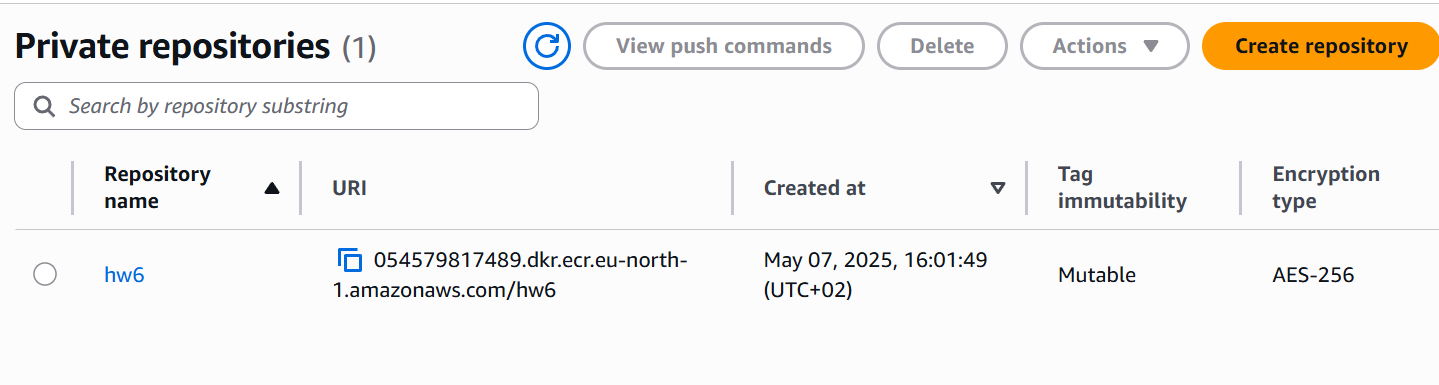 Private repositories (1)
View push commands
Delete
Actions
Create repository
Search by repository substring
Repository name
URI
Created at
Tag immutability
Encryption type
hw6
054579817489.dkr.ecr.eu-north-
1.amazonaws.com/hw6
May 07, 2025, 16:01:49
(UTC+02)
Mutable
AES-256